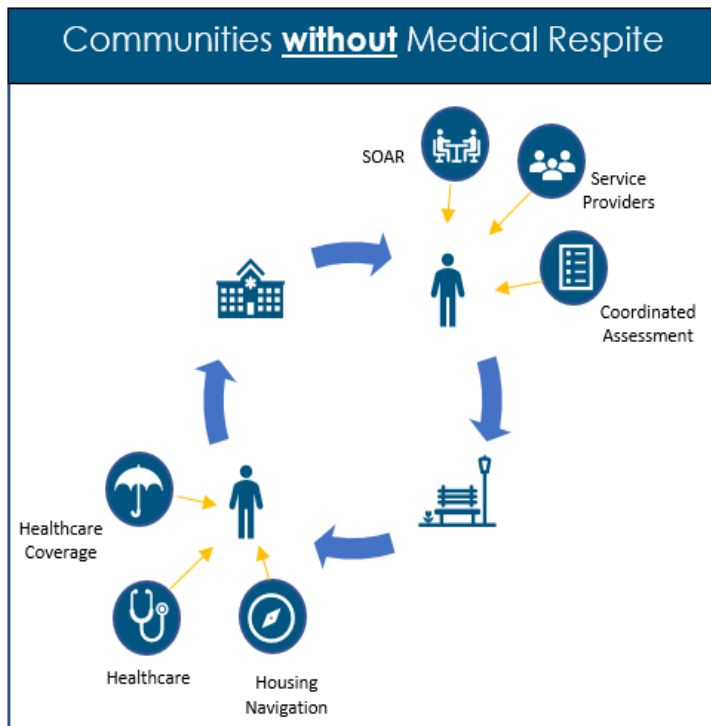 Communities without Medical Respite
SOAR
Service
Providers
Coordinated
Assessment
Healthcare
Coverage
Healthcare
Housing
Navigation